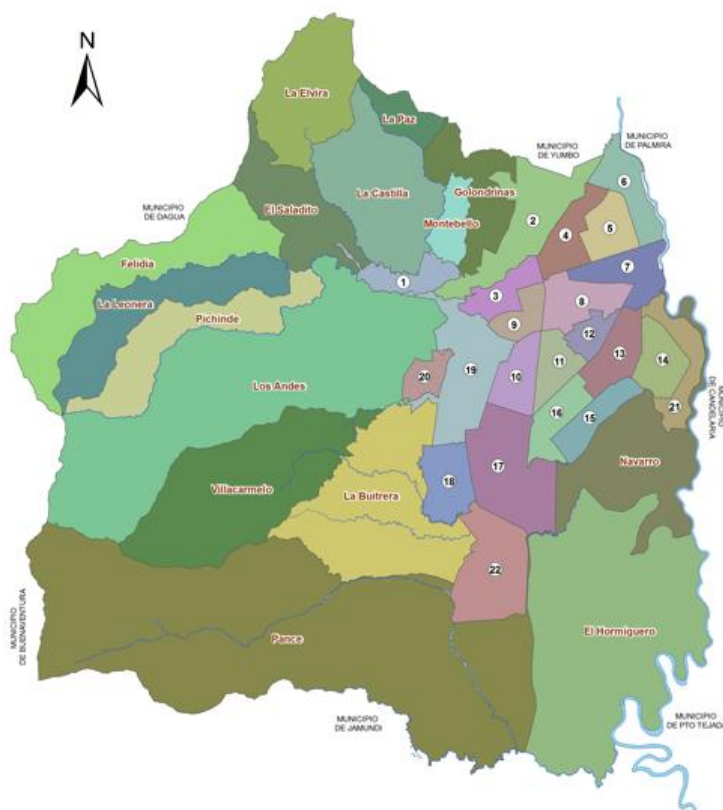 N
La Elvira
La Paz
MUNICIPIO
DE YUMBO
MUNICIPIO
DE PALMIRA
6
La Castilla
Golondrinas
El Saladito
MUNICIPIO
DE DAGUA
Montebello
2
4
5
Felidia
1
7
La Leonera
3
8
Pichinde
9
12
13
14
Los Andes
20
19
10
11
21
MUNICIPIO
DE CANDELARIA
16
15
Navarro
17
18
Villacarmelo
La Buitrera
22
MUNICIPIO
DE BUENAVENTURA
Pance
El Hormiguero
MUNICIPIO
DE JAMUNDI
MUNICIPIO
DE PTO TEJADA